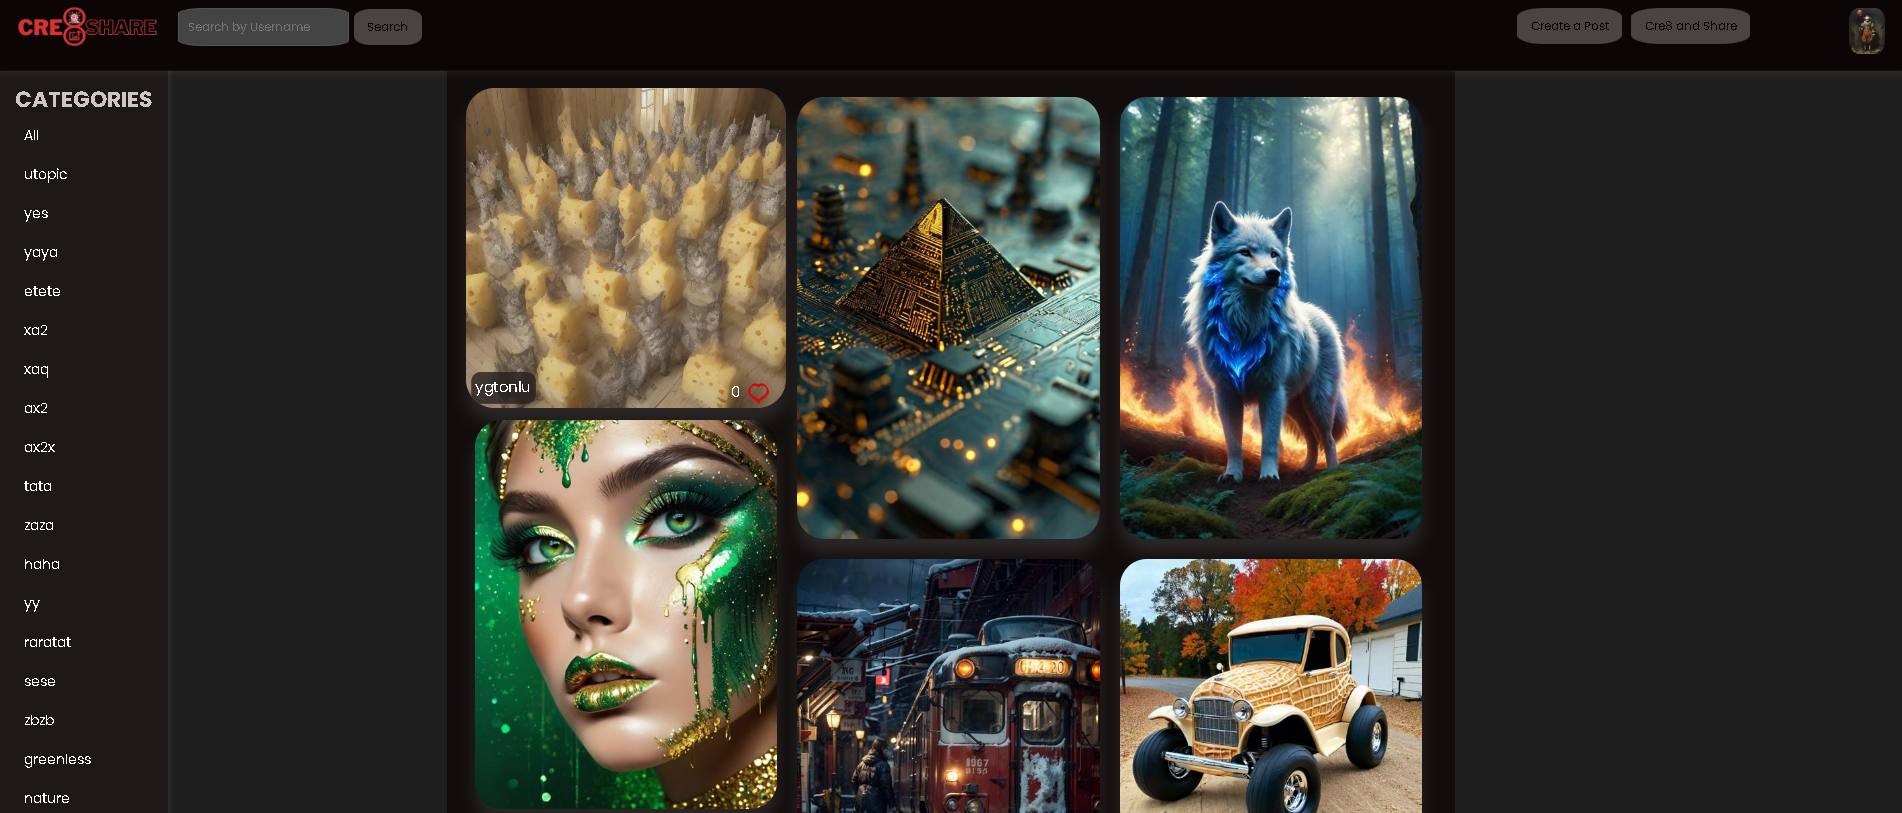 CRE8SHARE
Search by Username
Search
Create a Post
Cre8 and Share
CATEGORIES
All
utopic
yes
yaya
etete
xa2
xaq
ax2
ax2x
tata
zaza
haha
yy
raratat
sese
zbzb
greenless
nature
ygtonlu
0